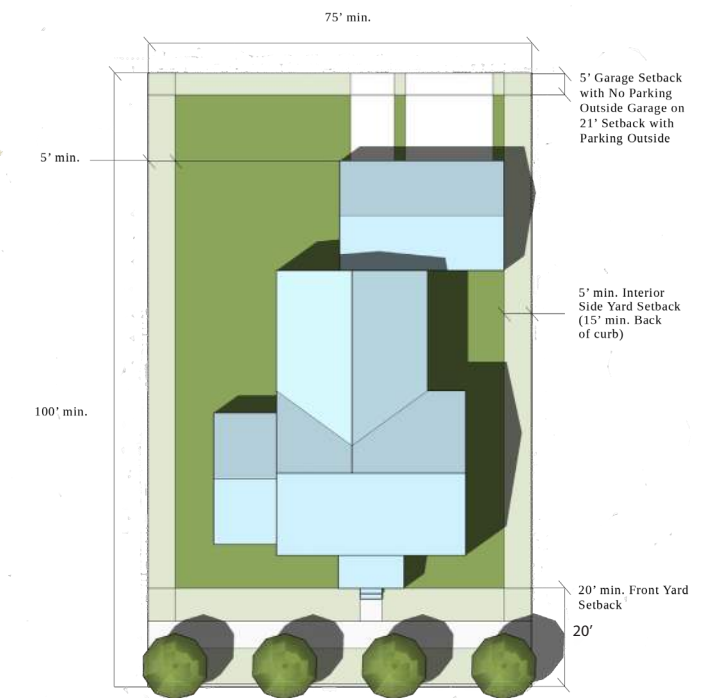 75’ min.
5’ Garage Setback
with No Parking
Outside Garage on
21’ Setback with
Parking Outside
5’ min.
5’ min. Interior
Side Yard Setback
(15’ min. Back
of curb)
100’ min.
20’ min. Front Yard
Setback
20’